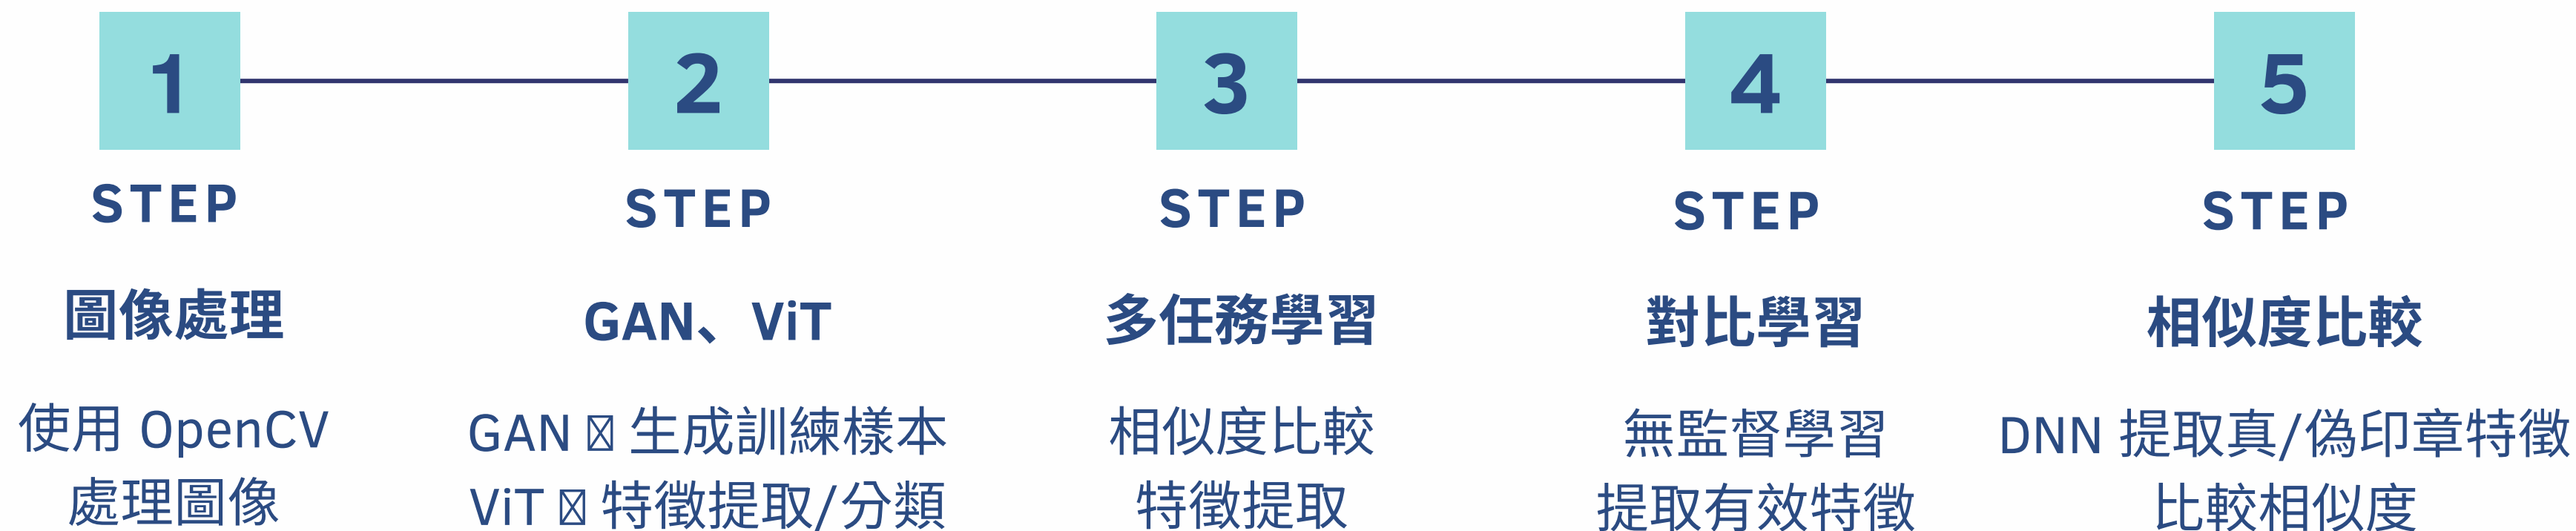 1
STEP
圖像處理
使用 OpenCV
處理圖像
2
STEP
GAN、ViT
GAN 生成訓練樣本
ViT 特徵提取/分類
3
STEP
多任務學習
相似度比較
特徵提取
4
STEP
對比學習
無監督學習
提取有效特徵
5
STEP
相似度比較
DNN 提取真/偽印章特徵
比較相似度